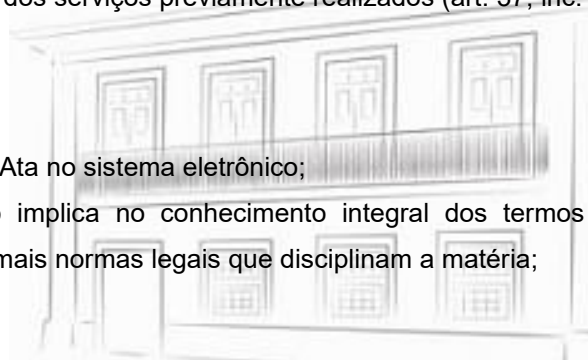 dos serviços previamente realizados (art. 57, inc.
Ata no sistema eletrônico;
implica no conhecimento integral dos termos
mais normas legais que disciplinam a matéria;